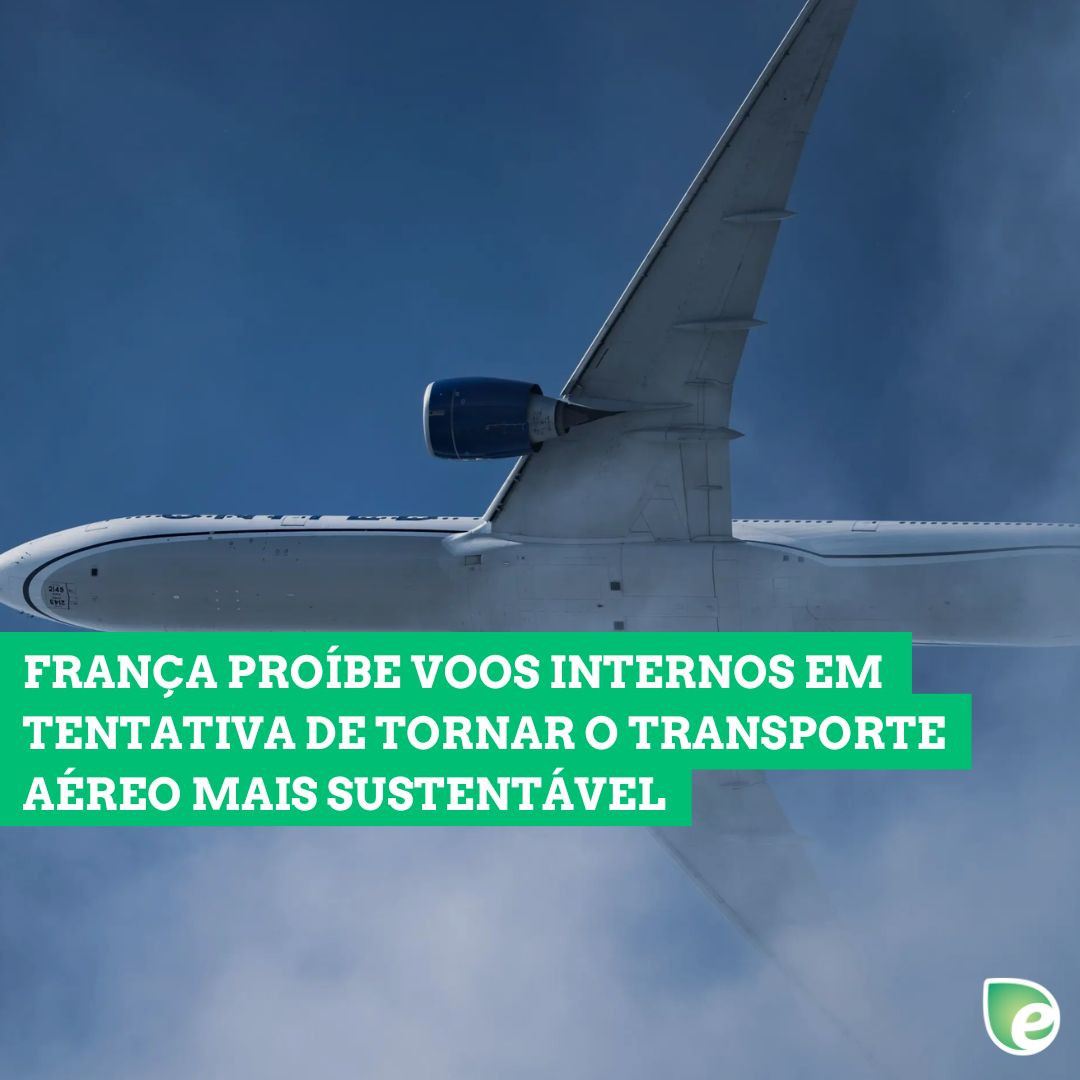 FRANÇA PROÍBE VOOS INTERNOS EM
TENTATIVA DE TORNAR O TRANSPORTE
AÉREO MAIS SUSTENTÁVEL
e